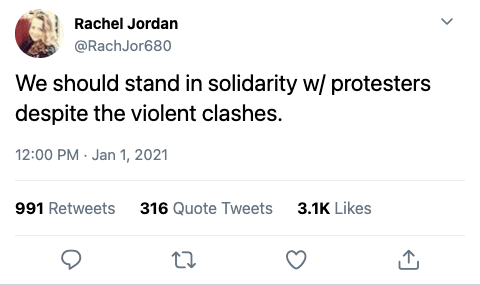 Rachel Jordan
@RachJor680
We should stand in solidarity w/ protesters
despite the violent clashes.
12:00 PM · Jan 1, 2021
991 Retweets 316 Quote Tweets 3.1K Likes